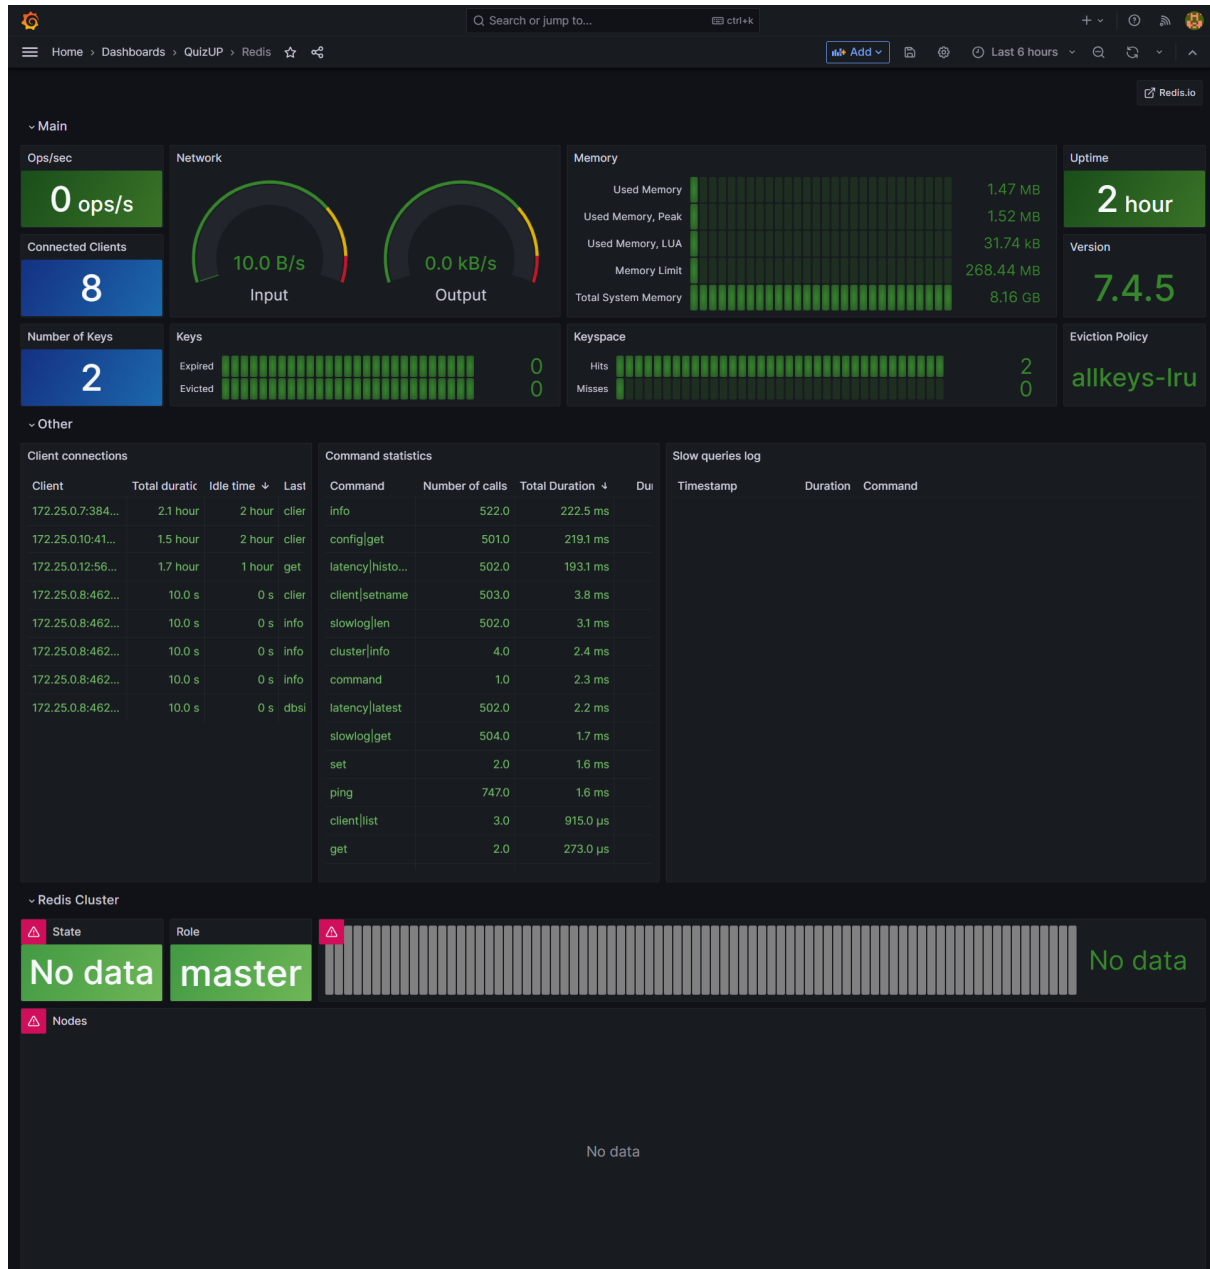 Search or jump to... ctrl+k
Home › Dashboards › QuizUP › Redis Add Last 6 hours
Redis.io
Main
Ops/sec
0 ops/s
Connected Clients
8
Number of Keys
2
Network
10.0 B/s
Input
0.0 kB/s
Output
Keys
Expired 0
Evicted 0
Memory
Used Memory 1.47 MB
Used Memory, Peak 1.52 MB
Used Memory, LUA 31.74 kB
Memory Limit 268.44 MB
Total System Memory 8.16 GB
Keyspace
Hits 2
Misses 0
Uptime
2 hour
Version
7.4.5
Eviction Policy
allkeys-lru
Other
Client connections
Client Total duratic Idle time Last
172.25.0.7:384... 2.1 hour 2 hour clier
172.25.0.10:41... 1.5 hour 2 hour clier
172.25.0.12:56... 1.7 hour 1 hour get
172.25.0.8:462... 10.0 s 0 s clier
172.25.0.8:462... 10.0 s 0 s info
172.25.0.8:462... 10.0 s 0 s info
172.25.0.8:462... 10.0 s 0 s info
172.25.0.8:462... 10.0 s 0 s dbsi
Command statistics
Command Number of calls Total Duration Du
info 522.0 222.5 ms
config|get 501.0 219.1 ms
latency|histo... 502.0 193.1 ms
client|setname 503.0 3.8 ms
slowlog|len 502.0 3.1 ms
cluster|info 4.0 2.4 ms
command 1.0 2.3 ms
latency|latest 502.0 2.2 ms
slowlog|get 504.0 1.7 ms
set 2.0 1.6 ms
ping 747.0 1.6 ms
client|list 3.0 915.0 µs
get 2.0 273.0 µs
Slow queries log
Timestamp Duration Command
Redis Cluster
State
No data
Role
master
No data
Nodes
No data